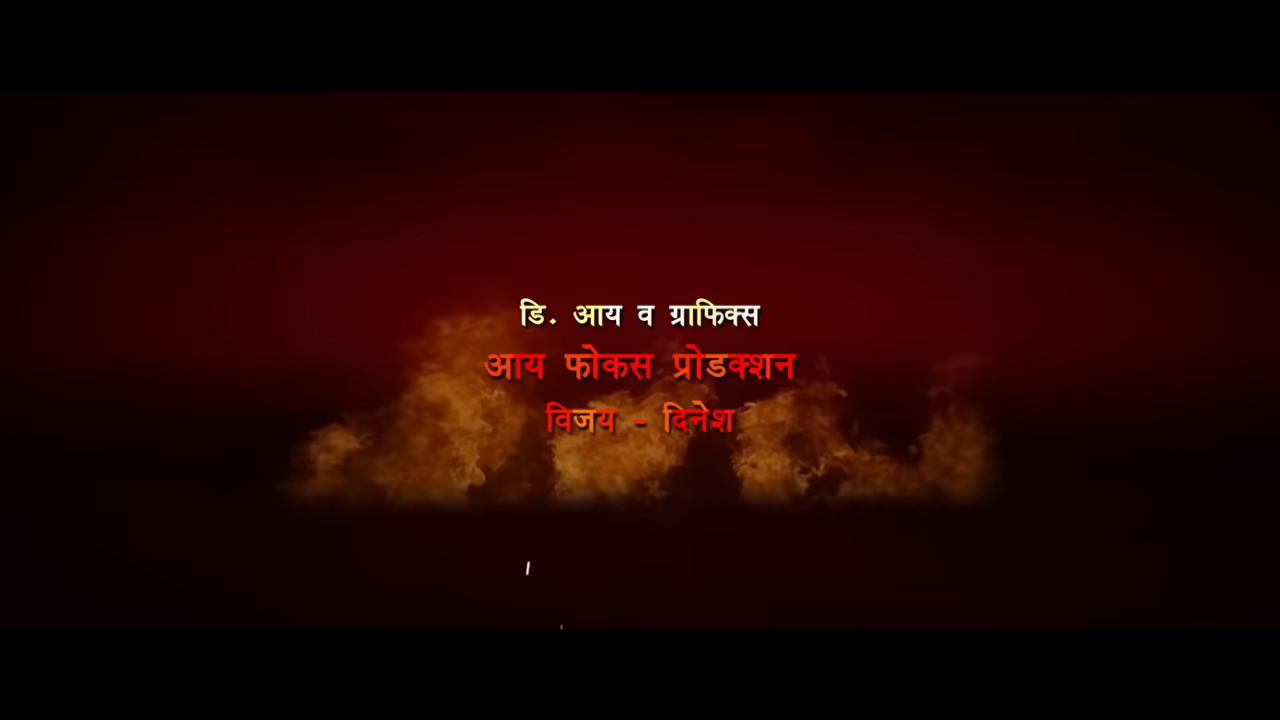 डि. आय व ग्राफिक्स
आय फोकस प्रोडक्शन
विजय - दिनेश